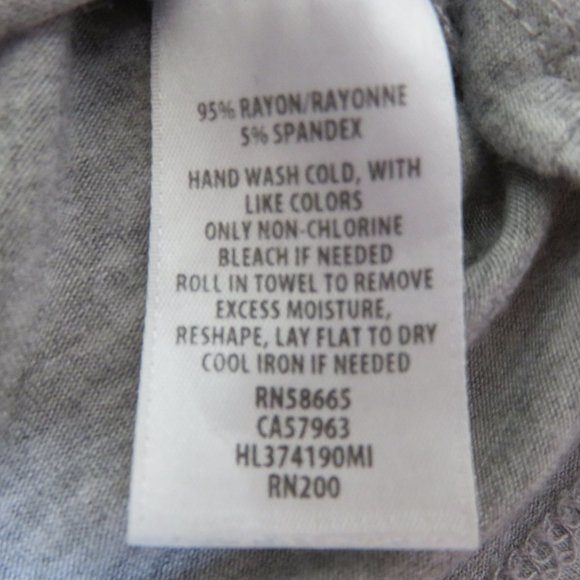 95% RAYON/RAYONNE
5% SPANDEX
HAND WASH COLD, WITH
LIKE COLORS
ONLY NON-CHLORINE
BLEACH IF NEEDED
ROLL IN TOWEL TO REMOVE
EXCESS MOISTURE,
RESHAPE, LAY FLAT TO DRY
COOL IRON IF NEEDED
RN58665
CA57963
HL374190MI
RN200